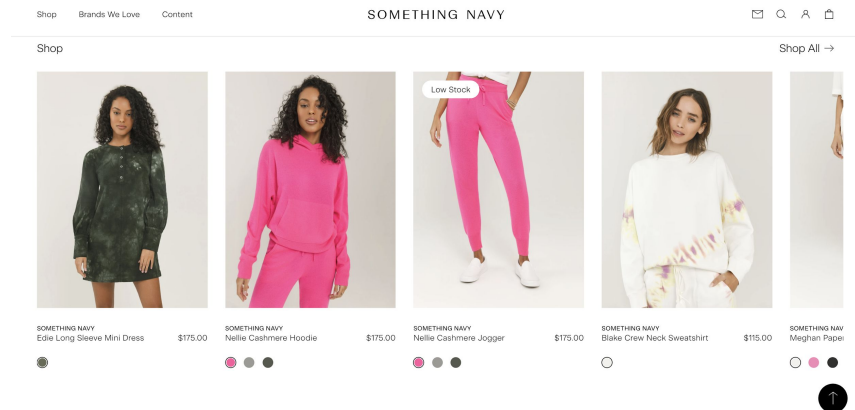 Shop Brands We Love Content SOMETHING NAVY
Shop Shop All →
Low Stock
SOMETHING NAVY
Edie Long Sleeve Mini Dress $175.00
SOMETHING NAVY
Nellie Cashmere Hoodie $175.00
SOMETHING NAVY
Nellie Cashmere Jogger $175.00
SOMETHING NAVY
Blake Crew Neck Sweatshirt $115.00
SOMETHING NAV
Meghan Paper